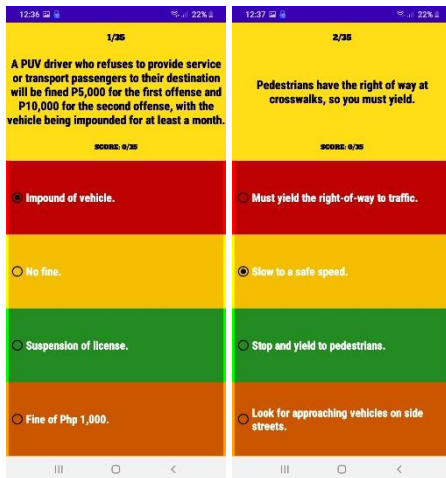 12:36 22%
1/35
A PUV driver who refuses to provide service
or transport passengers to their destination
will be fined P5,000 for the first offense and
P10,000 for the second offense, with the
vehicle being impounded for at least a month.
SCORE: 0/35
Impound of vehicle.
No fine.
Suspension of license.
Fine of Php 1,000.
12:37 22%
2/35
Pedestrians have the right of way at
crosswalks, so you must yield.
SCORE: 0/35
Must yield the right-of-way to traffic.
Slow to a safe speed.
Stop and yield to pedestrians.
Look for approaching vehicles on side
streets.